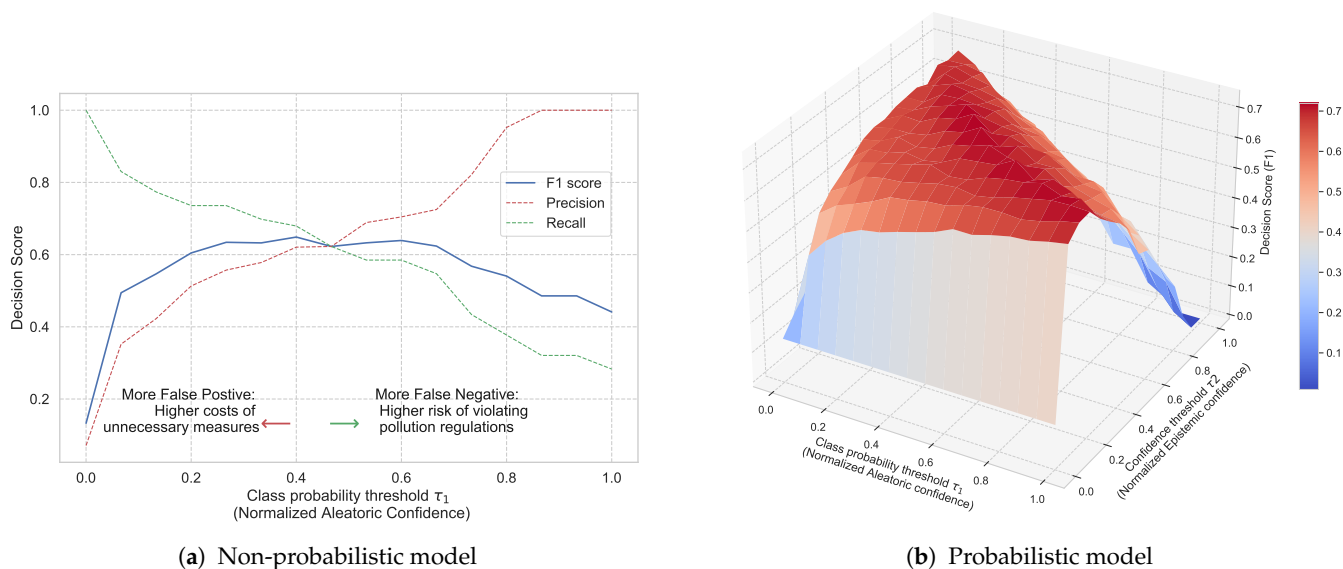 1.0
0.8
0.6
0.4
0.2
Decision Score
F1 score
Precision
Recall
More False Postive:
Higher costs of
unnecessary measures
More False Negative:
Higher risk of violating
pollution regulations
0.0 0.2 0.4 0.6 0.8 1.0
Class probability threshold τ1
(Normalized Aleatoric Confidence)
(a) Non-probabilistic model
0.7
0.6
0.5
0.4
0.3
0.2
0.1
0.0
Decision Score (F1)
0.0 0.2 0.4 0.6 0.8 1.0
Class probability threshold τ1
(Normalized Aleatoric confidence)
0.0 0.2 0.4 0.6 0.8 1.0
Confidence threshold τ2
(Normalized Epistemic confidence)
0.7
0.6
0.5
0.4
0.3
0.2
0.1
(b) Probabilistic model